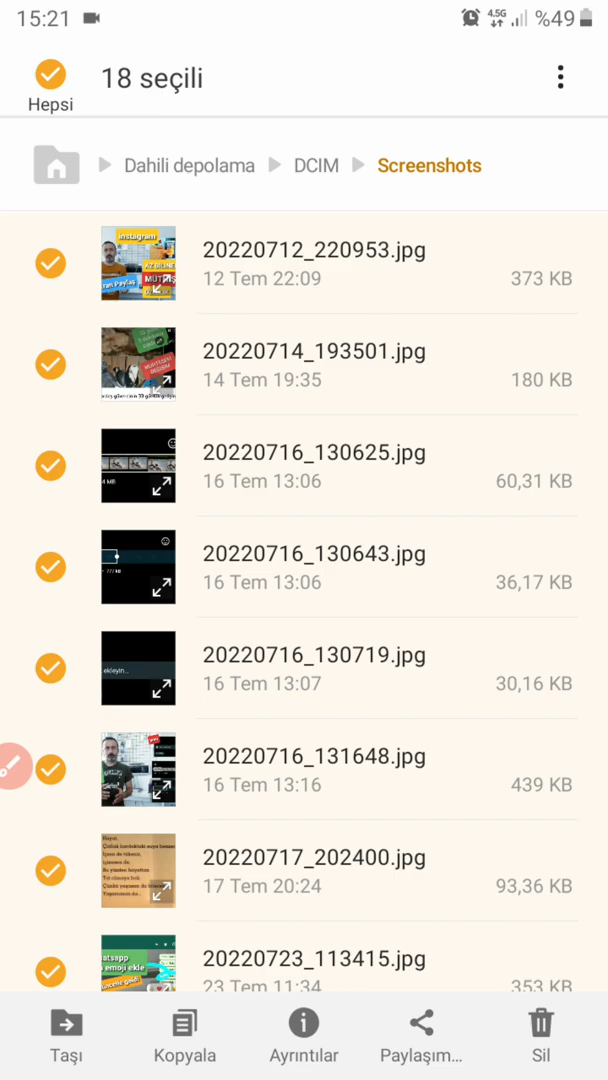 15:21
4.5G
%49
Hepsi
18 seçili
Dahili depolama
DCIM
Screenshots
instagram
20220712_220953.jpg
12 Tem 22:09
373 KB
20220714_193501.jpg
14 Tem 19:35
180 KB
20220716_130625.jpg
16 Tem 13:06
60,31 KB
20220716_130643.jpg
16 Tem 13:06
36,17 KB
ekleyin...
20220716_130719.jpg
16 Tem 13:07
30,16 KB
20220716_131648.jpg
16 Tem 13:16
439 KB
20220717_202400.jpg
17 Tem 20:24
93,36 KB
emoji ekle
20220723_113415.jpg
23 Tem 11:34
353 KB
Taşı
Kopyala
Ayrıntılar
Paylaşım...
Sil